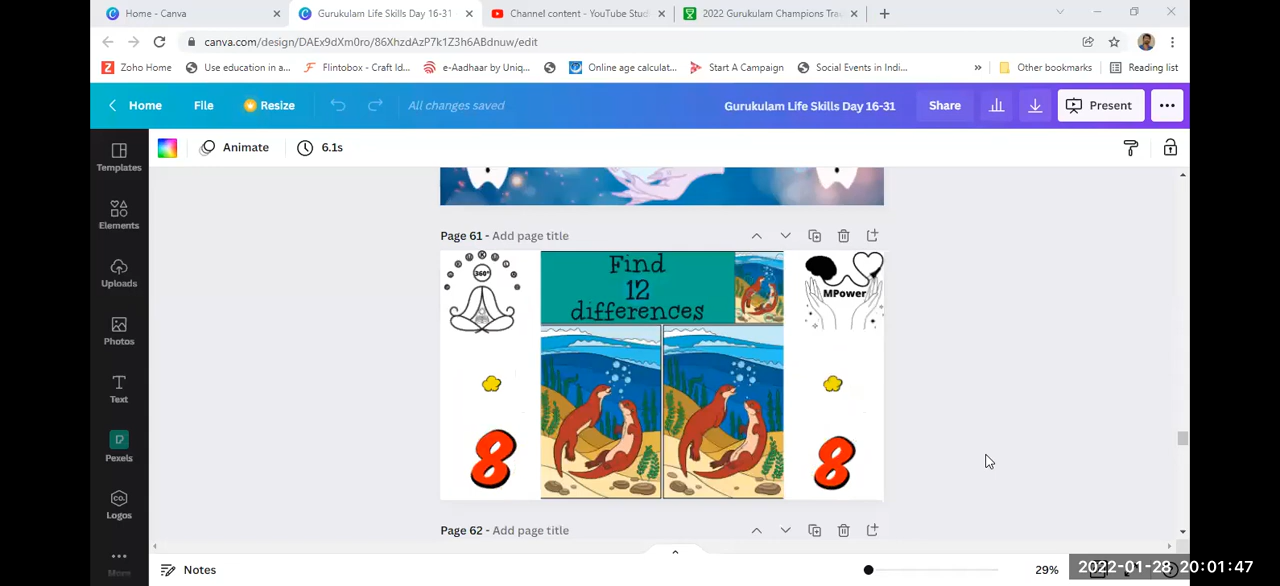 Home - Canva
Gurukulam Life Skills Day 16-31
Channel content - YouTube Stud
2022 Gurukulam Champions Tra
canva.com/design/DAEx9dXm0ro/86XhzdAzP7k1Z3h6ABdnuw/edit
Zoho Home
Use education in a...
Flintobox - Craft Id...
e-Aadhaar by Uniq...
Online age calculat...
Start A Campaign
Social Events in Indi...
»
Other bookmarks
Reading list
Home
File
Resize
All changes saved
Gurukulam Life Skills Day 16-31
Share
Present
Animate
6.1s
Templates
Elements
Uploads
Photos
Text
Pexels
Logos
More
Page 61 - Add page title
360°
Find
12
differences
MPower
8
8
Page 62 - Add page title
Notes
29%
2022-01-28 20:01:47